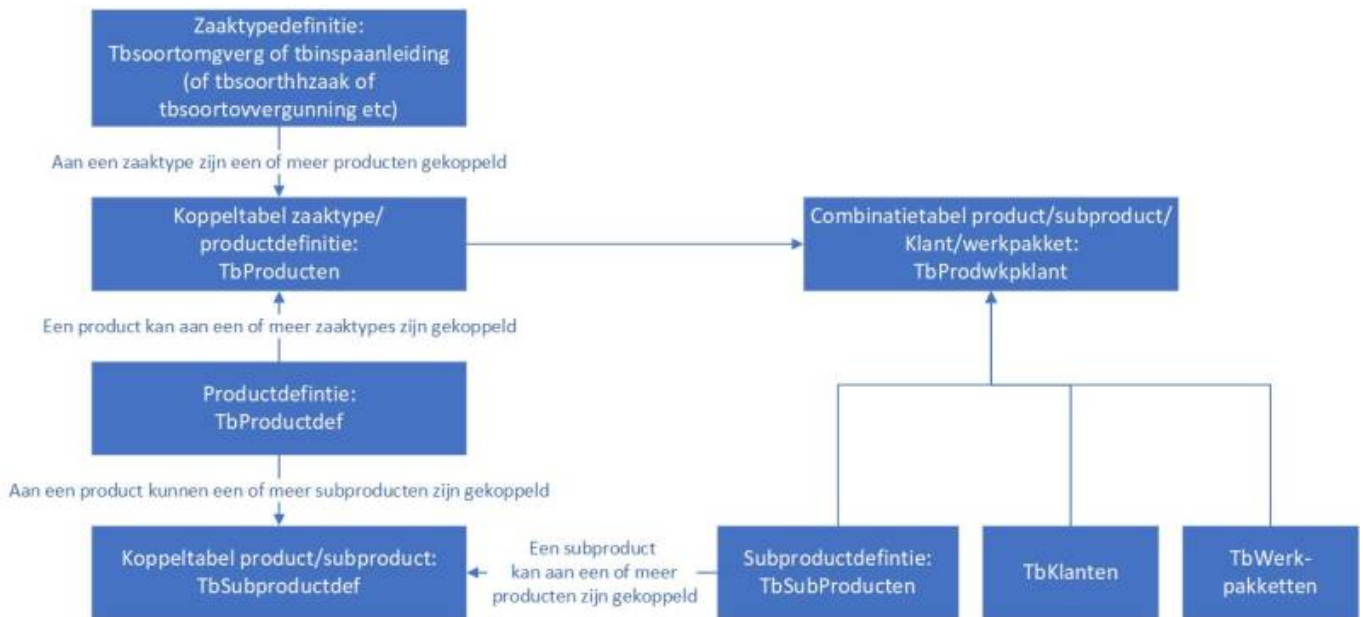 Zaaktypedefinitie:
Tbsoortomgverg of tbinspaanleiding
(of tbsoorthhzaak of
tbsoortovvergunning etc)
Aan een zaaktype zijn een of meer producten gekoppeld
Koppeltabel zaaktype/
productdefinitie:
TbProducten
Combinatietabel product/subproduct/
Klant/werkpakket:
TbProdwkpklant
Een product kan aan een of meer zaaktypes zijn gekoppeld
Productdefintie:
TbProductdef
Aan een product kunnen een of meer subproducten zijn gekoppeld
Koppeltabel product/subproduct:
TbSubproductdef
Een subproduct
kan aan een of meer
producten zijn gekoppeld
Subproductdefintie:
TbSubProducten
TbKlanten
TbWerk-
pakketten